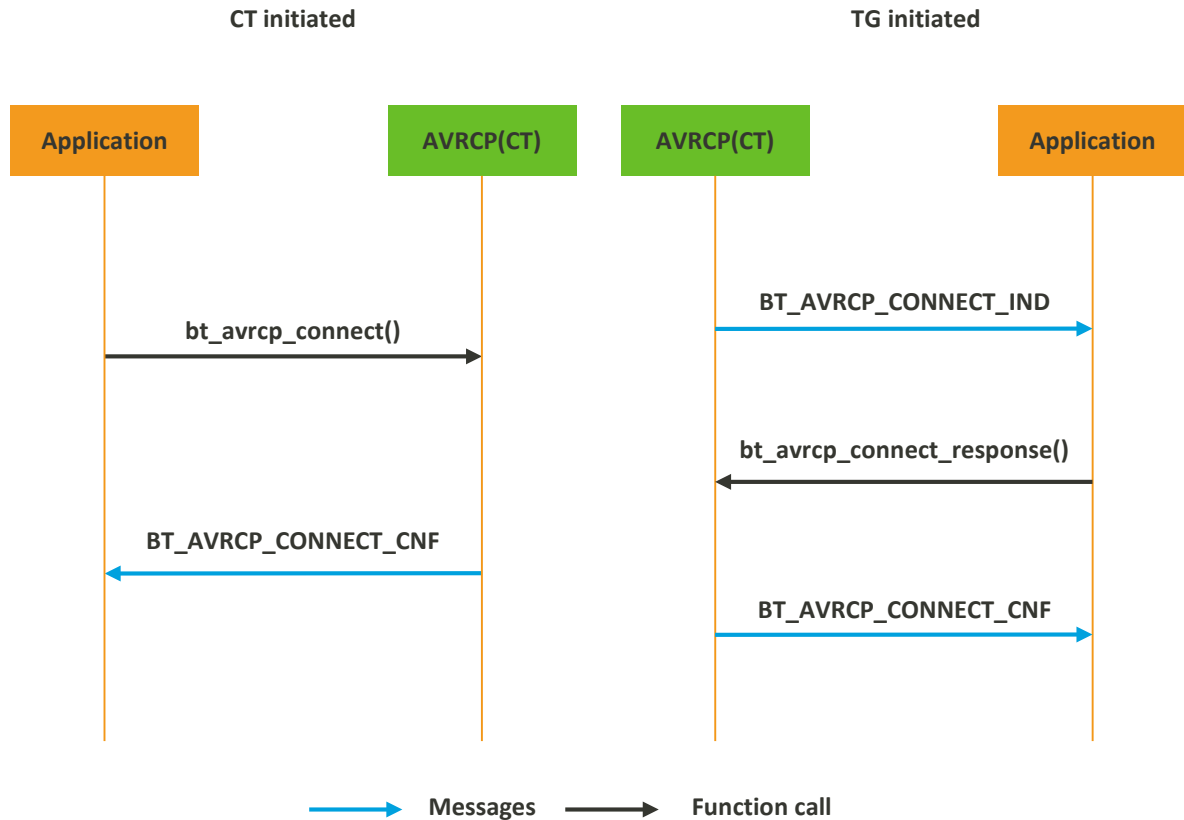 CT initiated
TG initiated
Application
AVRCP(CT)
AVRCP(CT)
Application
BT_AVRCP_CONNECT_IND
bt_avrcp_connect()
bt_avrcp_connect_response()
BT_AVRCP_CONNECT_CNF
BT_AVRCP_CONNECT_CNF
Messages
Function call